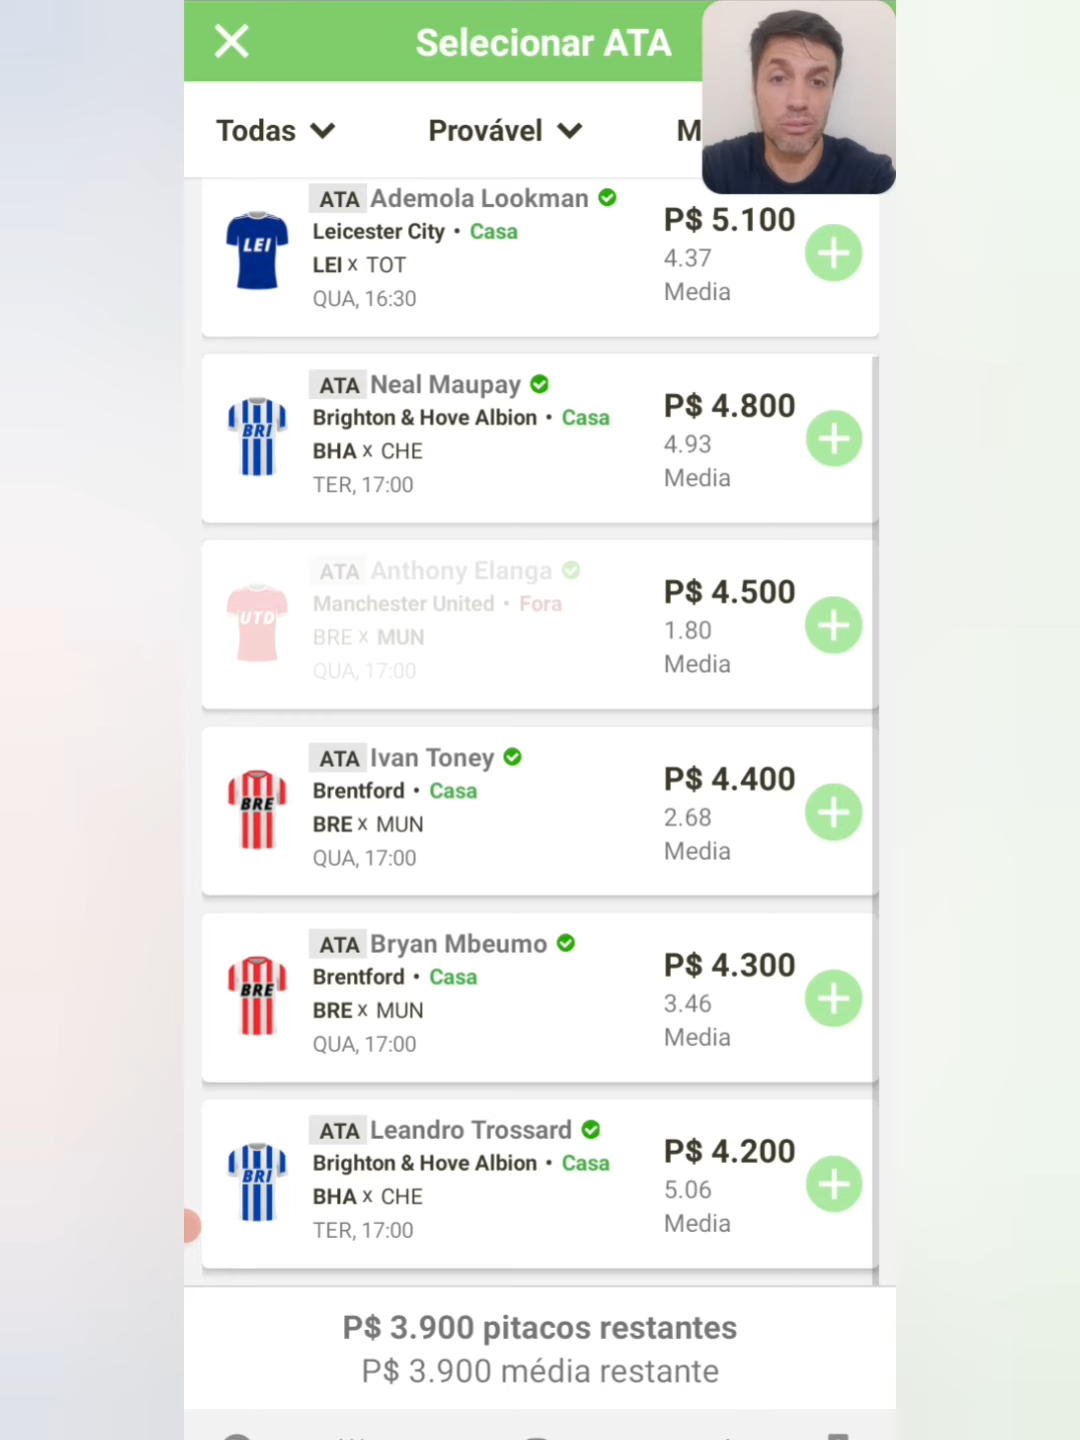 Selecionar ATA
Todas Provável M
ATA Ademola Lookman
Leicester City • Casa
LEI x TOT
QUA, 16:30
LEI
P$ 5.100
4.37
Media
ATA Neal Maupay
Brighton & Hove Albion • Casa
BHA x CHE
TER, 17:00
BRI
P$ 4.800
4.93
Media
ATA Anthony Elanga
Manchester United • Fora
BRE x MUN
QUA, 17:00
UTD
P$ 4.500
1.80
Media
ATA Ivan Toney
Brentford • Casa
BRE x MUN
QUA, 17:00
BRE
P$ 4.400
2.68
Media
ATA Bryan Mbeumo
Brentford • Casa
BRE x MUN
QUA, 17:00
BRE
P$ 4.300
3.46
Media
ATA Leandro Trossard
Brighton & Hove Albion • Casa
BHA x CHE
TER, 17:00
BRI
P$ 4.200
5.06
Media
P$ 3.900 pitacos restantes
P$ 3.900 média restante